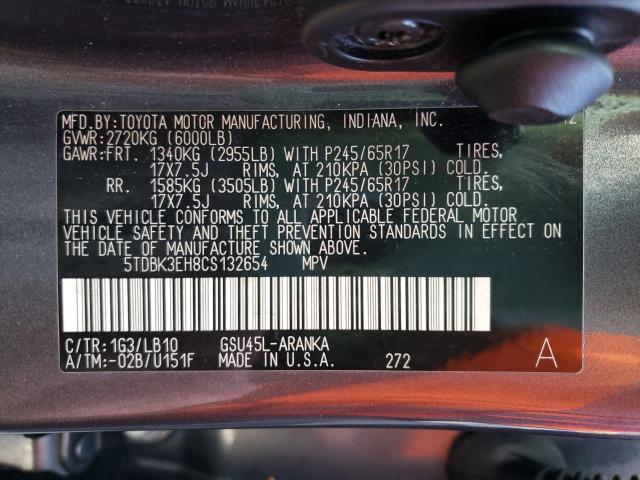 MFD.BY:TOYOTA MOTOR MANUFACTURING, INDIANA, INC.
GVWR:2720KG (6000LB)
GAWR:FRT. 1340KG (2955LB) WITH P245/65R17 TIRES,
17X7.5J RIMS, AT 210KPA (30PSI) COLD.
RR. 1585KG (3505LB) WITH P245/65R17 TIRES,
17X7.5J RIMS, AT 210KPA (30PSI) COLD.
THIS VEHICLE CONFORMS TO ALL APPLICABLE FEDERAL MOTOR
VEHICLE SAFETY AND THEFT PREVENTION STANDARDS IN EFFECT ON
THE DATE OF MANUFACTURE SHOWN ABOVE.
5TDBK3EH8CS132654 MPV
C/TR:1G3/LB10 GSU45L-ARANKA
A/TM:-02B/U151F MADE IN U.S.A. 272 A